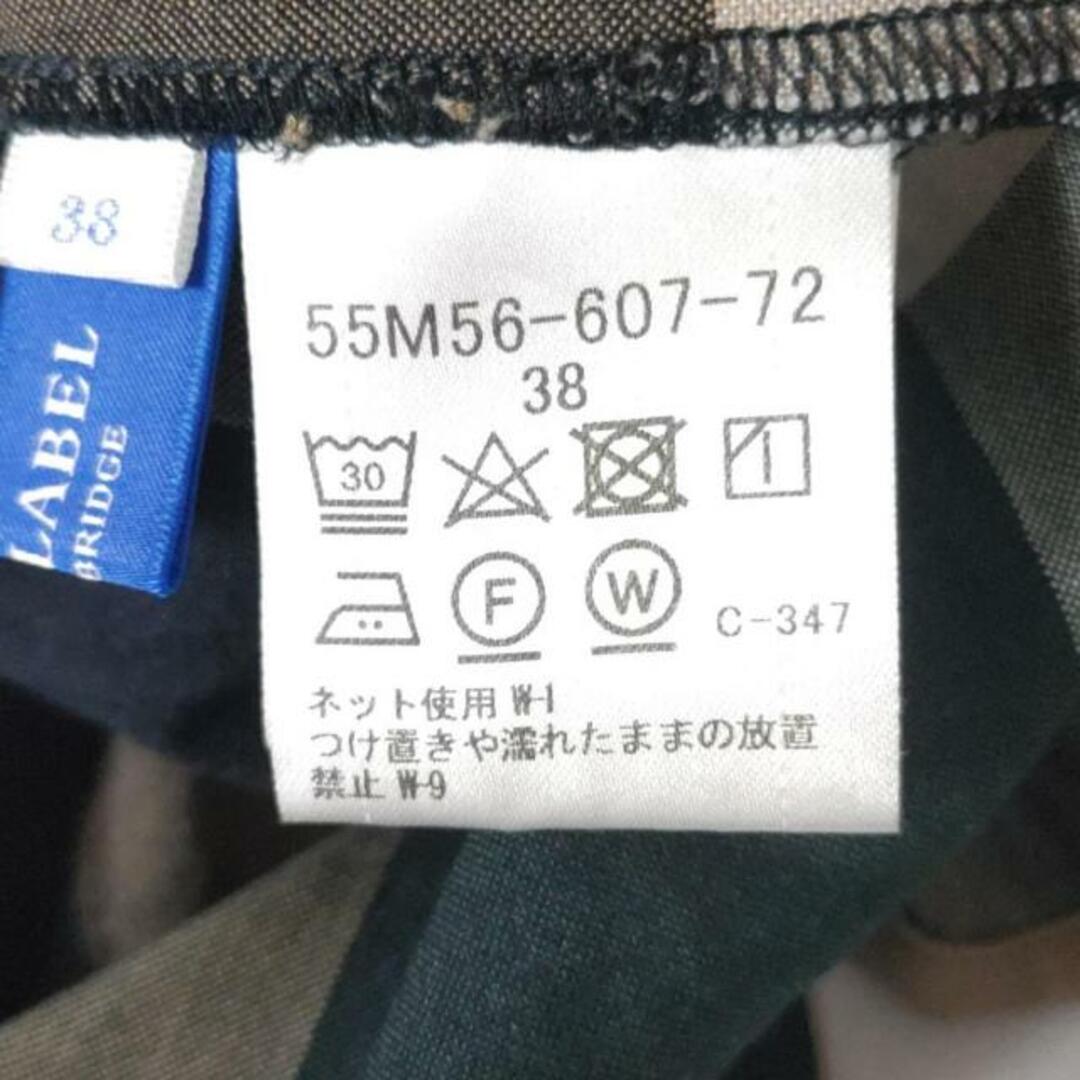 38
LABEL
BRIDGE
55M56-607-72
38
30
F
W
C-347
ネット使用 W-1
つけ置きや濡れたままの放置
禁止 W-9